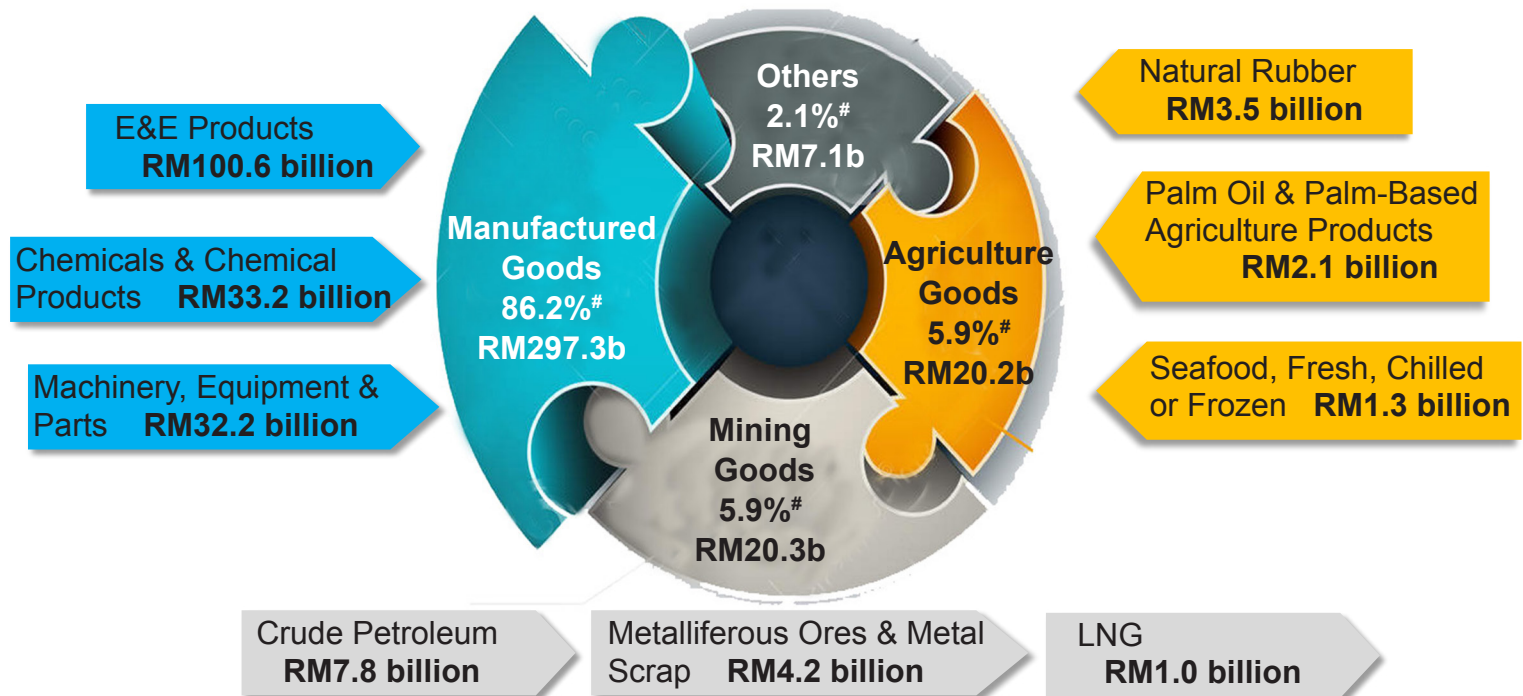 Others
2.1%#
RM7.1b
Natural Rubber
RM3.5 billion
E&E Products
RM100.6 billion
Palm Oil & Palm-Based
Agriculture Products
RM2.1 billion
Manufactured
Goods
86.2%#
RM297.3b
Agriculture
Goods
5.9%#
RM20.2b
Chemicals & Chemical
Products RM33.2 billion
Seafood, Fresh, Chilled
or Frozen RM1.3 billion
Machinery, Equipment &
Parts RM32.2 billion
Mining
Goods
5.9%#
RM20.3b
Crude Petroleum
RM7.8 billion
Metalliferous Ores & Metal
Scrap RM4.2 billion
LNG
RM1.0 billion